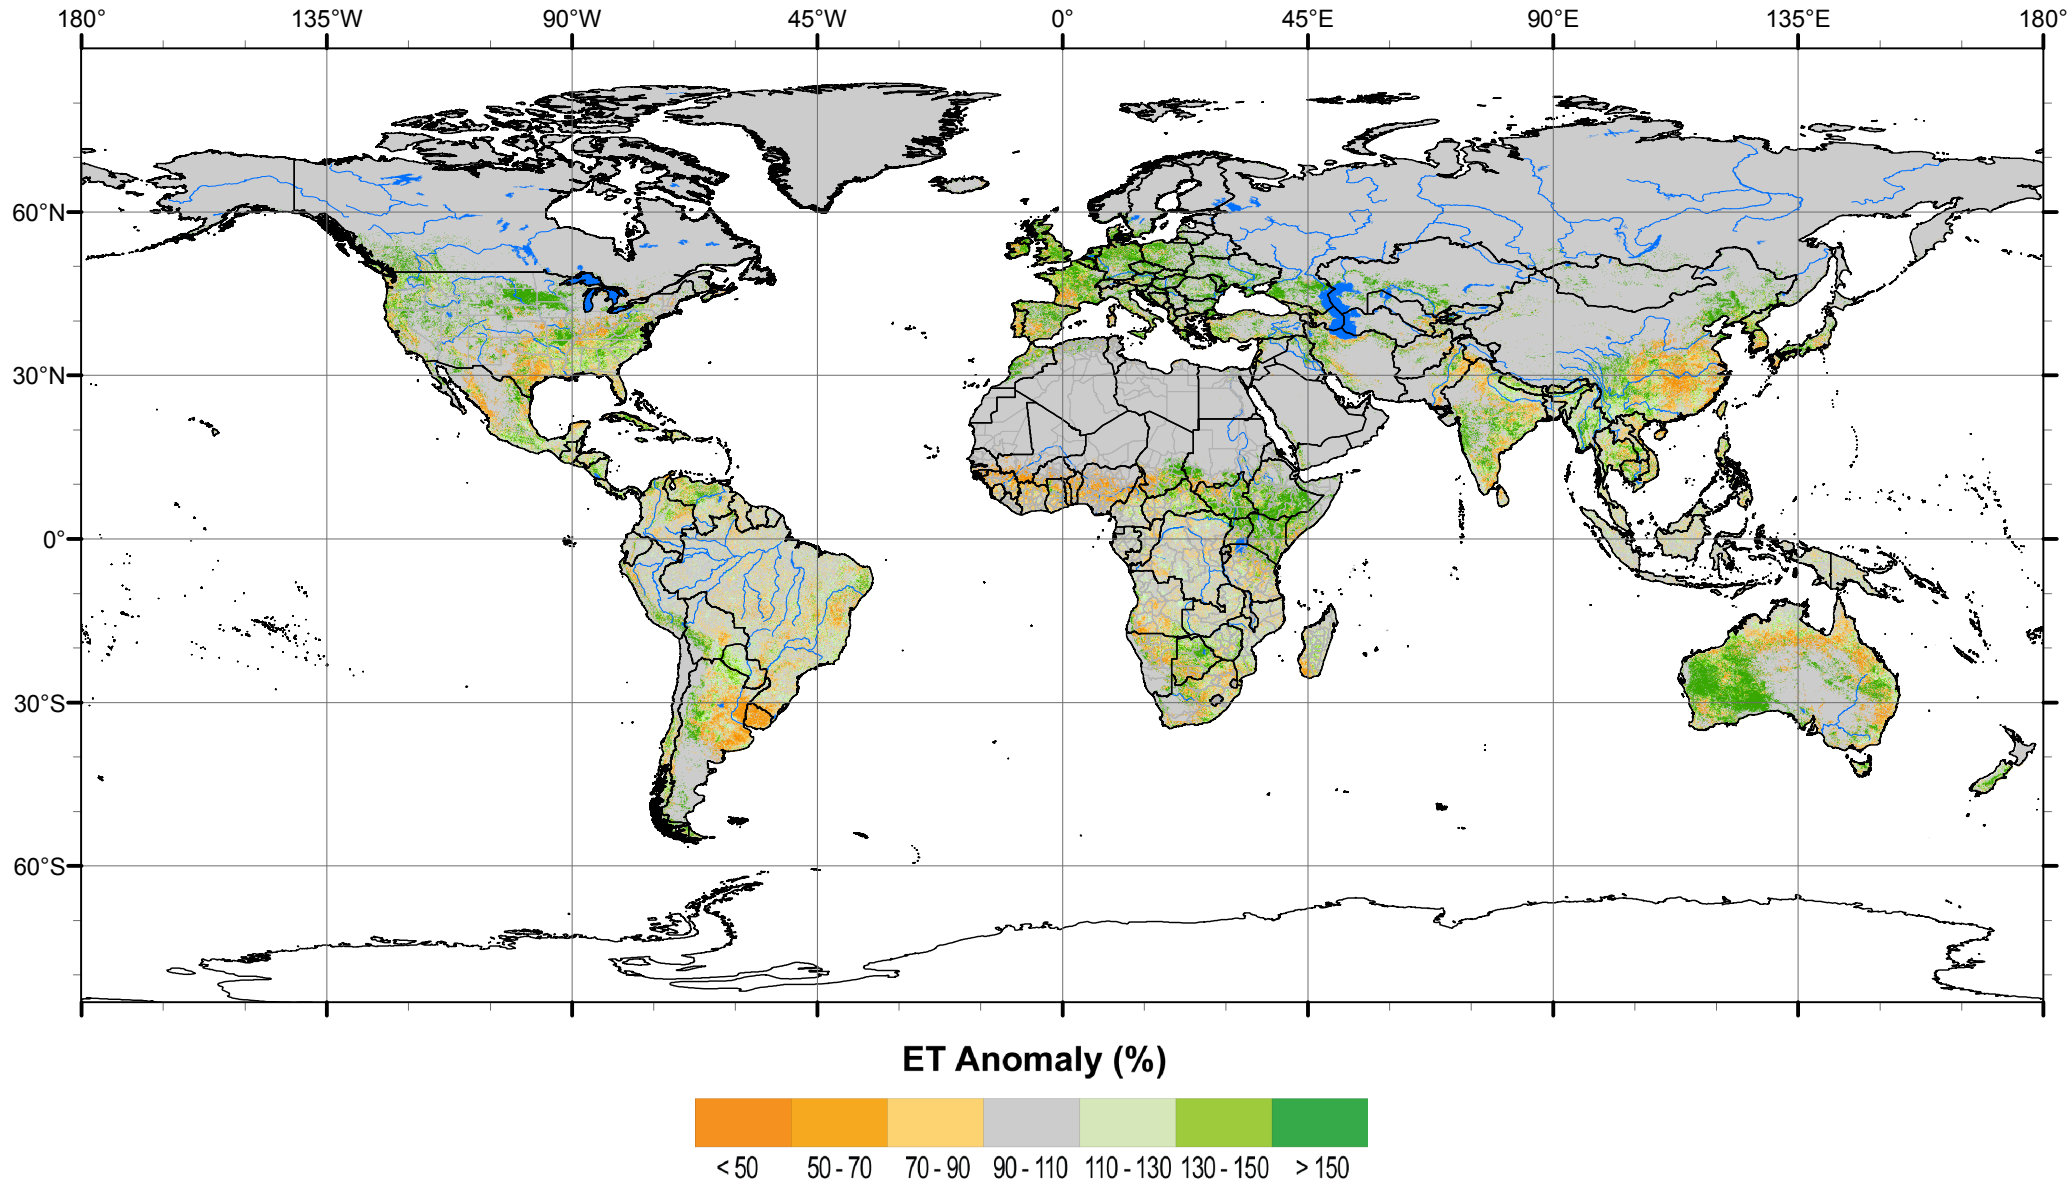 180° 135°W 90°W 45°W 0° 45°E 90°E 135°E 180°
60°N
30°N
0°
30°S
60°S
ET Anomaly (%)
< 50 50 - 70 70 - 90 90 - 110 110 - 130 130 - 150 > 150